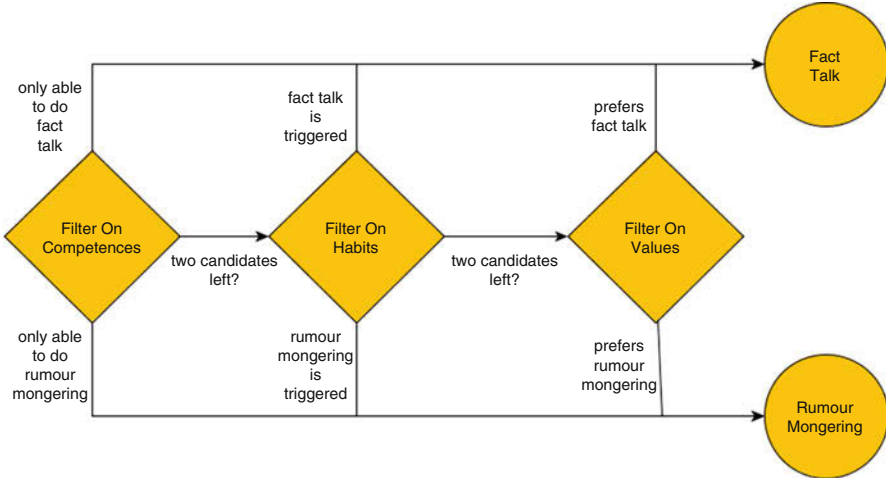 Fact
Talk
only able
to do
fact
talk
fact talk
is
triggered
prefers
fact talk
Filter On
Competences
two candidates
left?
Filter On
Habits
two candidates
left?
Filter On
Values
only able
to do
rumour
mongering
rumour
mongering
is
triggered
prefers
rumour
mongering
Rumour
Mongering